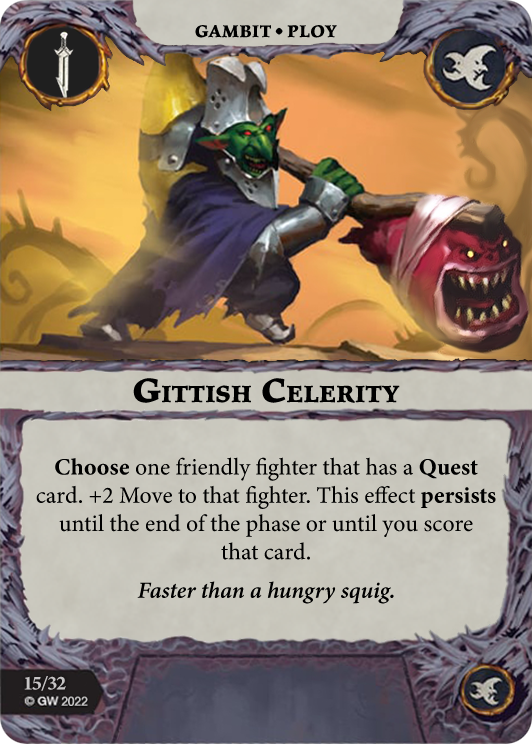 GAMBIT • PLOY
GITTISH CELERITY
Choose one friendly fighter that has a Quest
card. +2 Move to that fighter. This effect persists
until the end of the phase or until you score
that card.
Faster than a hungry squig.
15/32
© GW 2022